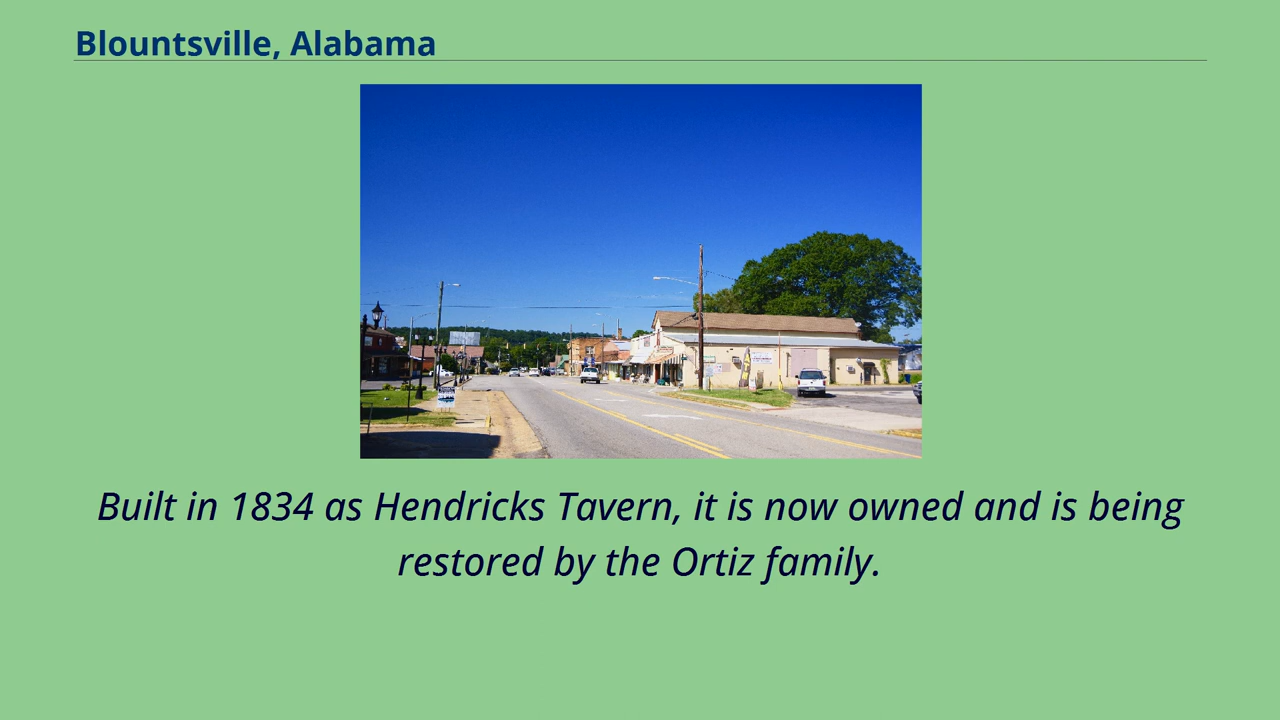 Blountsville, Alabama
Built in 1834 as Hendricks Tavern, it is now owned and is being
restored by the Ortiz family.